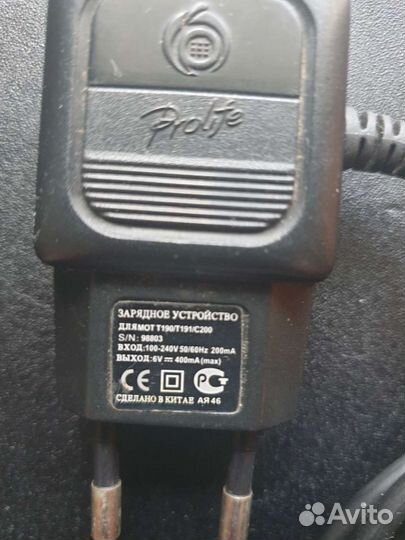 Prolife
ЗАРЯДНОЕ УСТРОЙСТВО
ДЛЯ МОТ T190/T191/C200
S/N: 98803
ВХОД:100-240V 50/60Hz 200mA
ВЫХОД:6V ⎓ 400mA(max)
CE PG
СДЕЛАНО В КИТАЕ АЯ46
Avito